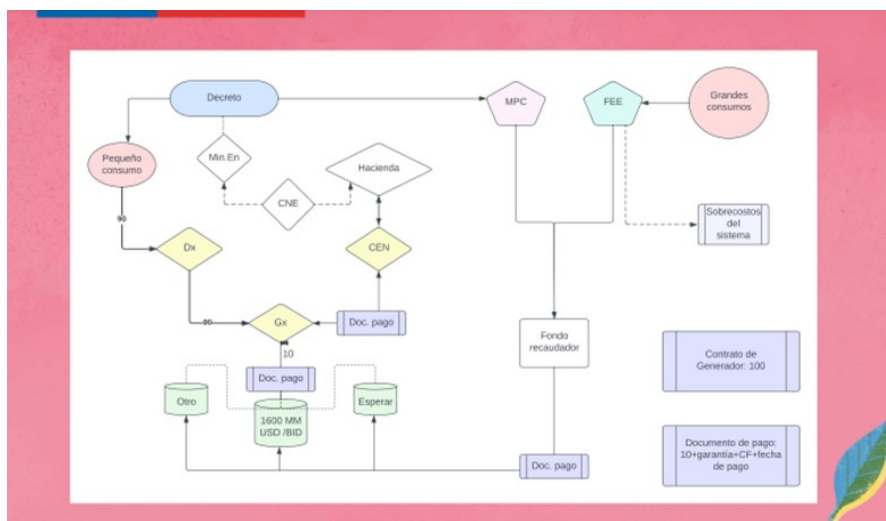 Decreto
MPC
FEE
Grandes
consumos
Min.En
Pequeño
consumo
Hacienda
CNE
Sobrecostos
del
sistema
90
Dx
CEN
90
Gx
Doc. pago
Fondo
recaudador
10
Contrato de
Generador: 100
Doc. pago
Otro
Esperar
1600 MM
USD /BID
Documento de pago:
10+garantía+CF+fecha
de pago
Doc. pago